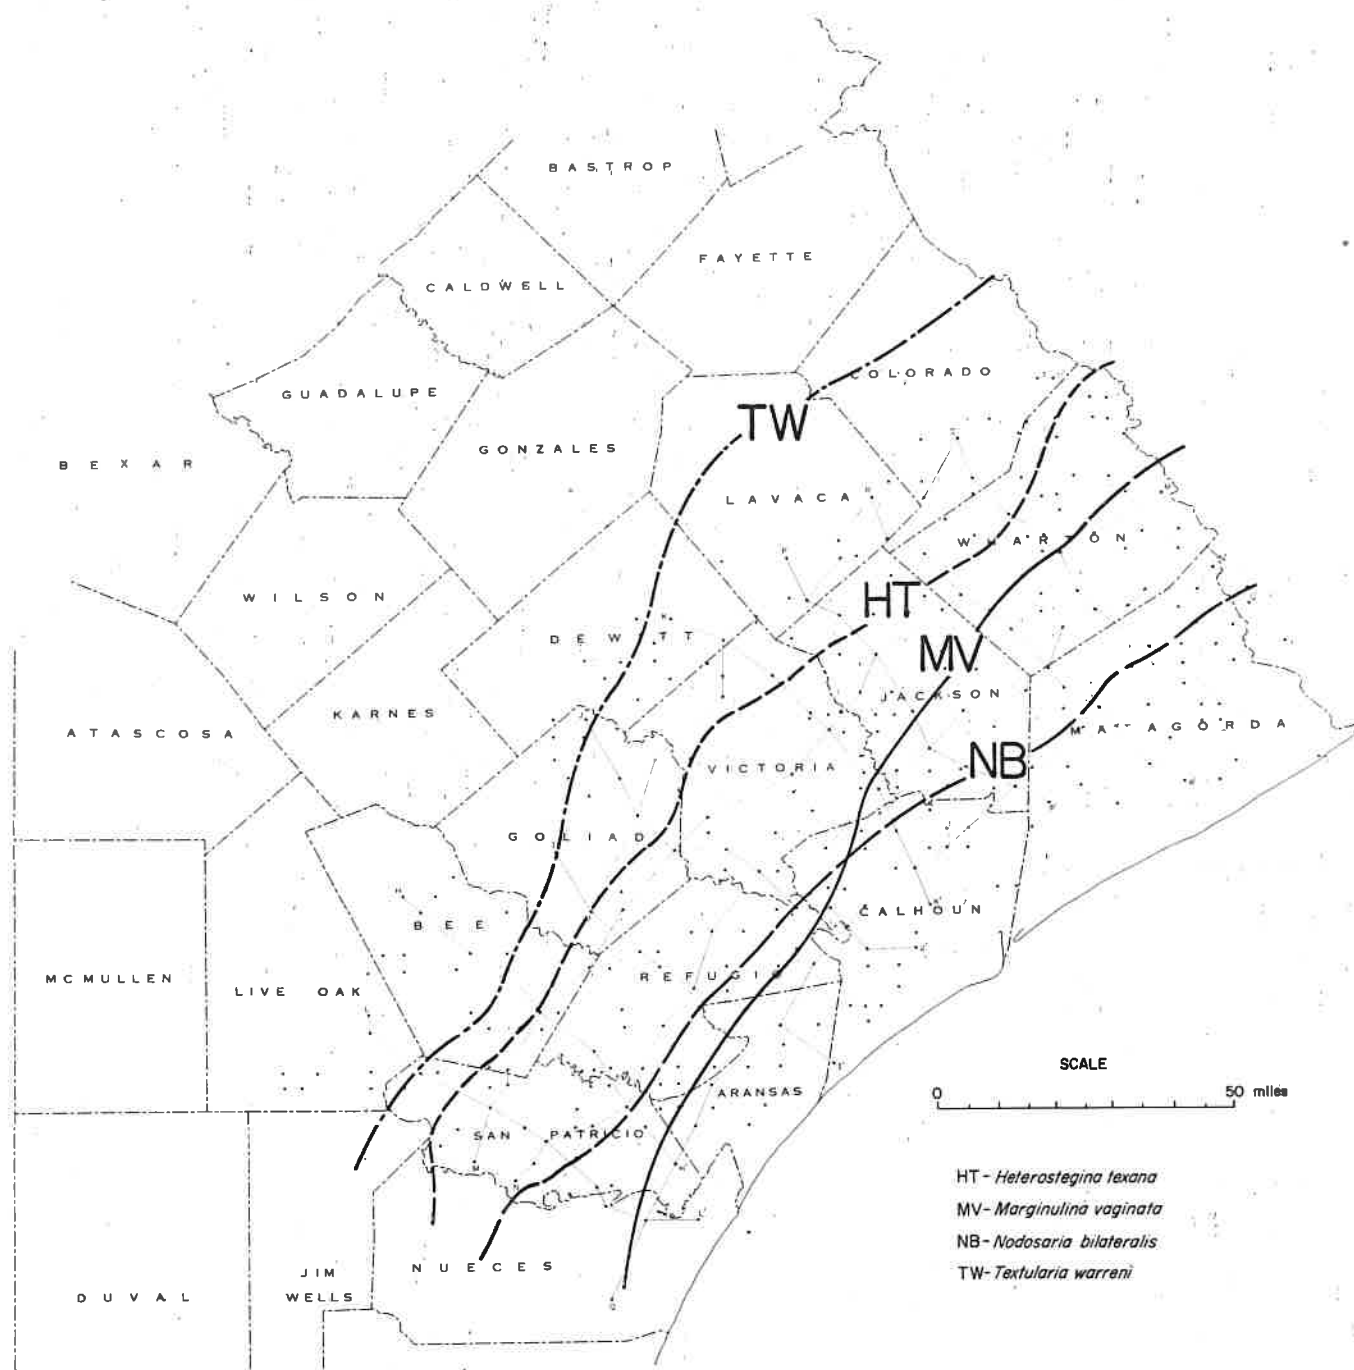 BASTROP
FAYETTE
CALDWELL
COLORADO
GUADALUPE
TW
GONZALES
BEXAR
LAVACA
WHARTON
WILSON
HT
DEWITT
MV
JACKSON
KARNES
MATAGORDA
ATASCOSA
NB
VICTORIA
GOLIAD
CALHOUN
BEE
REFUGIO
MCMULLEN
LIVE OAK
SCALE
ARANSAS
0 50 miles
SAN PATRICIO
HT - Heterostegina texana
MV - Marginulina vaginata
NB - Nodosaria bilateralis
TW - Textularia warreni
NUECES
JIM
WELLS
DUVAL